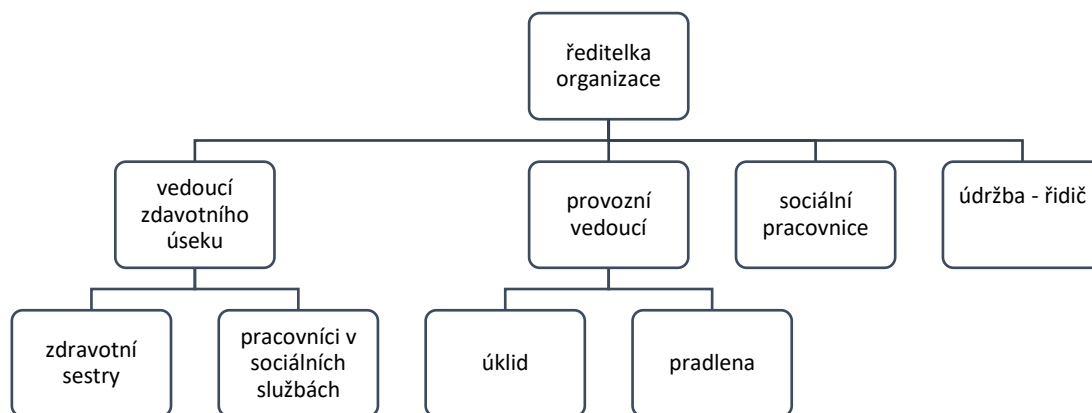 ředitelka
organizace
vedoucí
zdavotního
úseku
provozní
vedoucí
sociální
pracovnice
údržba - řidič
zdravotní
sestry
pracovníci v
sociálních
službách
úklid
pradlena